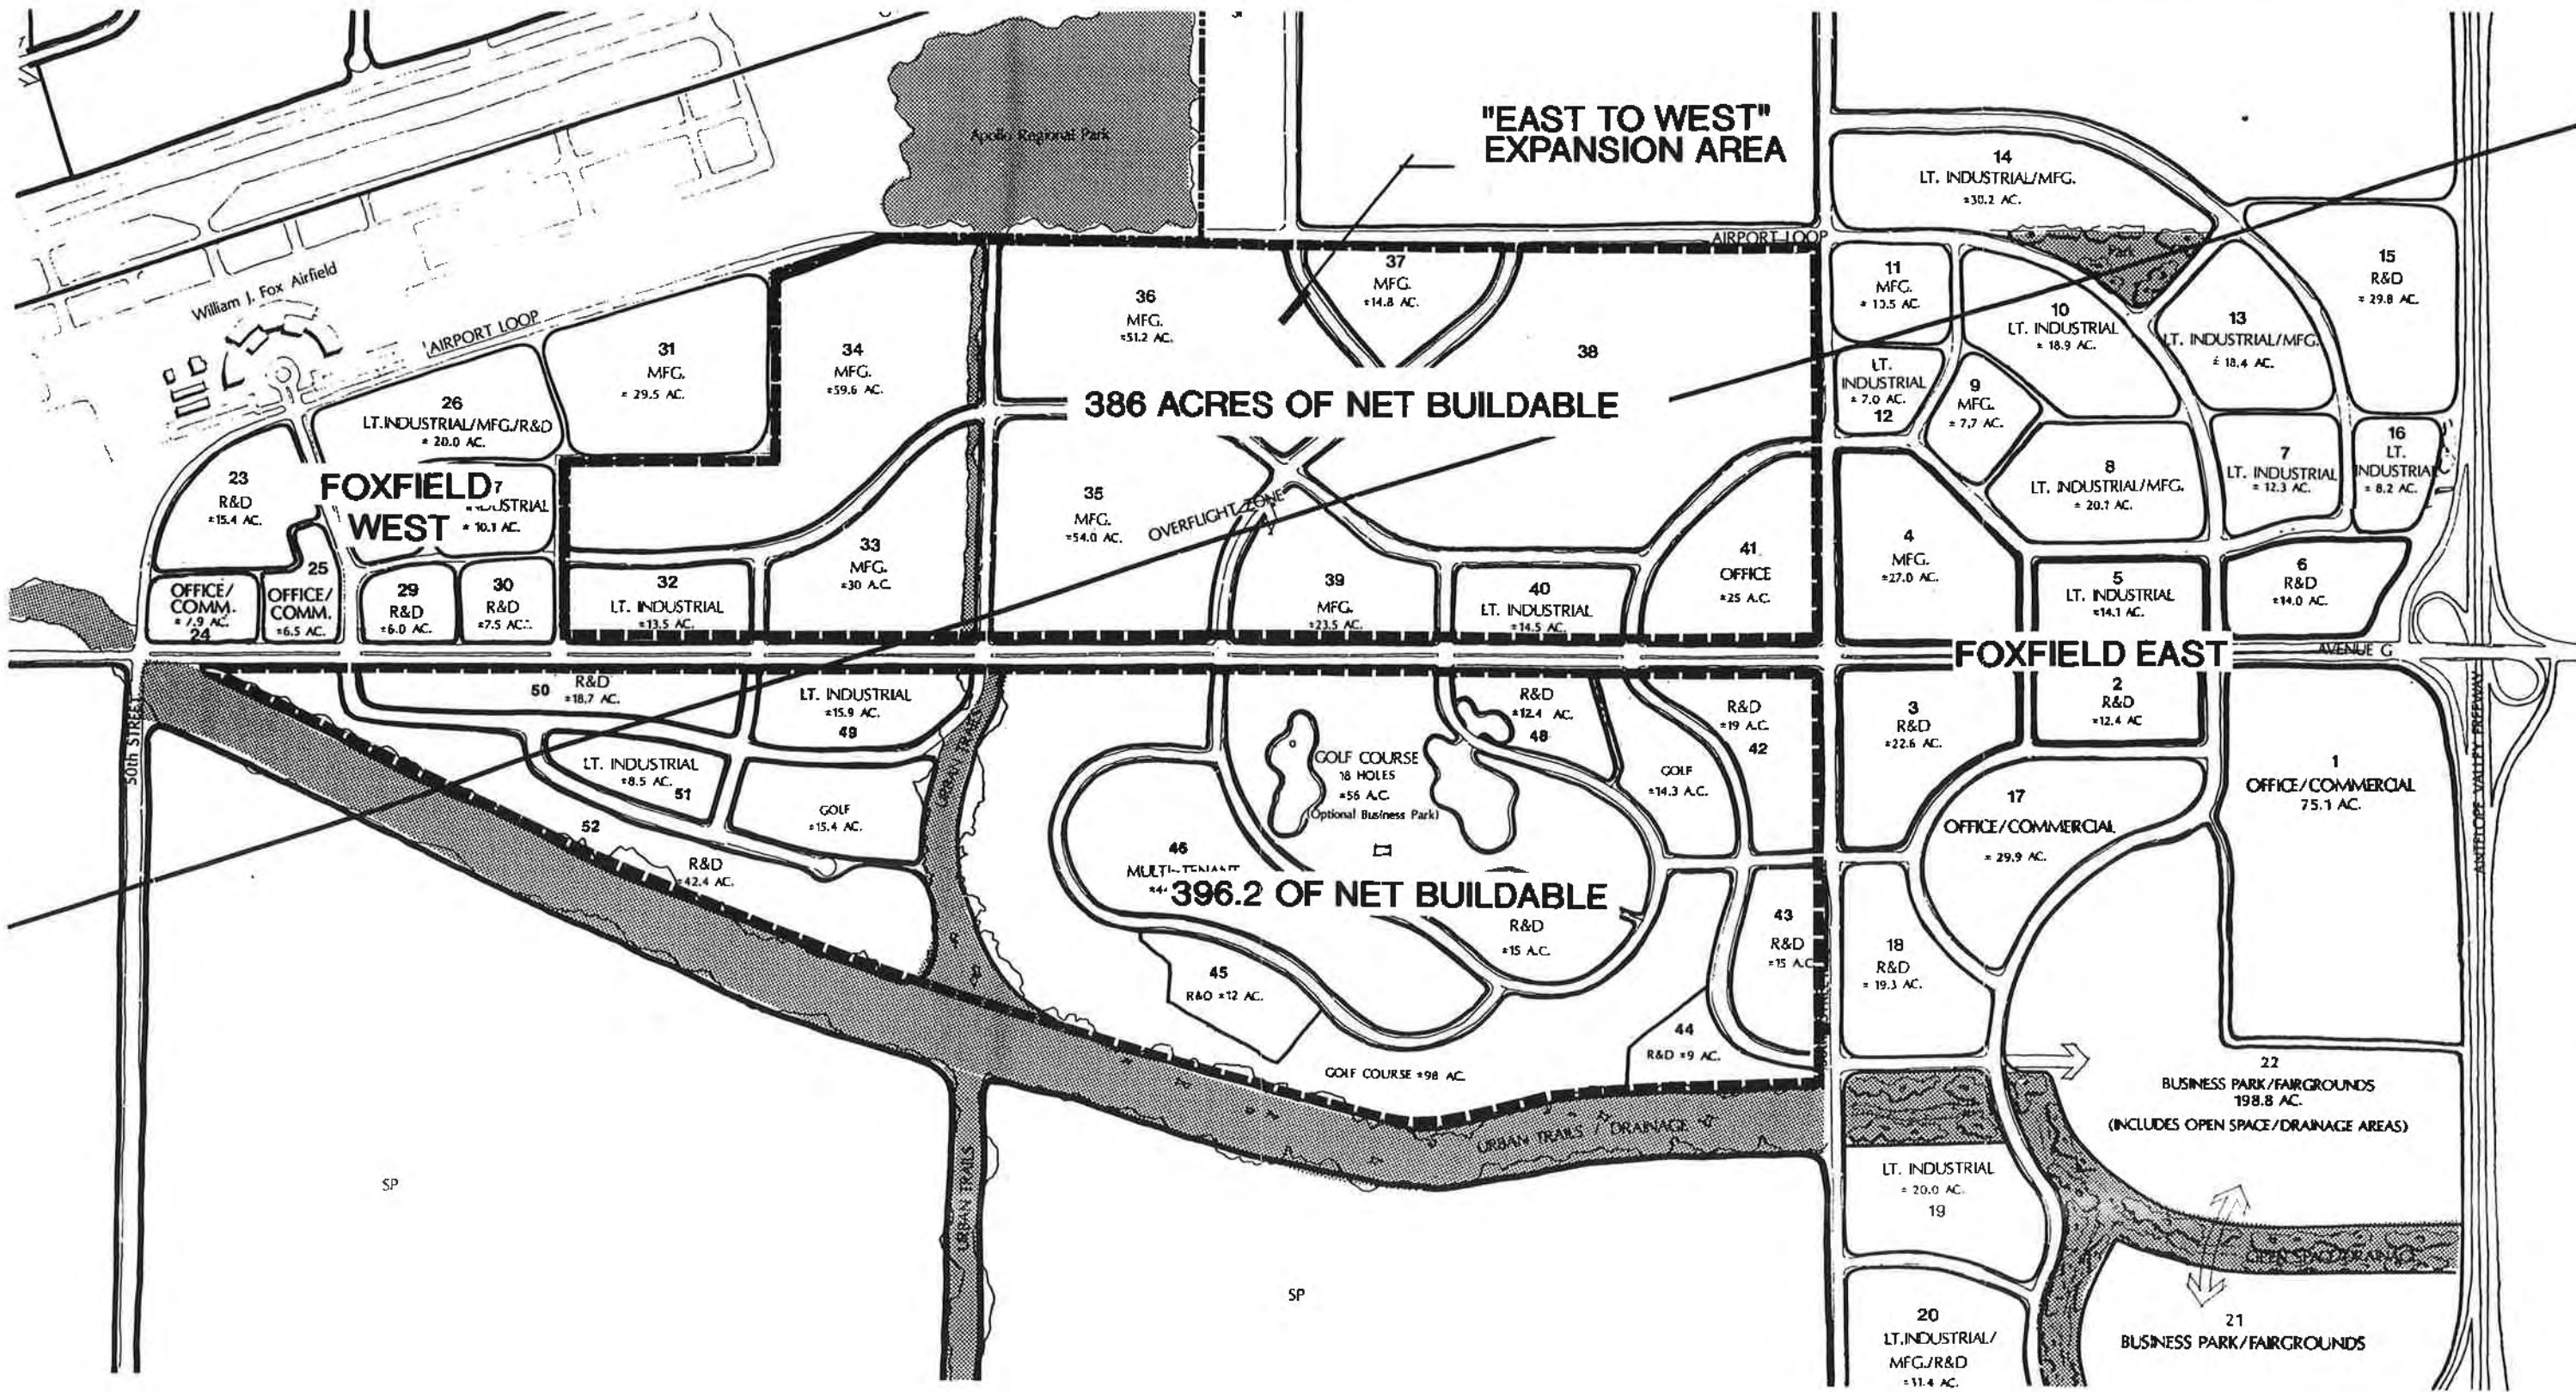 Apollo Regional Park
"EAST TO WEST"
EXPANSION AREA
14
LT. INDUSTRIAL/MFG.
±30.2 AC.
AIRPORT LOOP
William J. Fox Airfield
AIRPORT LOOP
15
R&D
± 29.8 AC.
11
MFG.
37
MFG.
±14.8 AC.
36
MFG.
±51.2 AC.
10
LT. INDUSTRIAL
± 18.9 AC.
13
LT. INDUSTRIAL/MFG.
± 18.4 AC.
31
MFG.
± 29.5 AC.
34
MFG.
±59.6 AC.
38
LT.
INDUSTRIAL
± 7.0 AC.
12
9
MFG.
± 7.7 AC.
386 ACRES OF NET BUILDABLE
26
LT.INDUSTRIAL/MFG./R&D
± 20.0 AC.
16
LT.
INDUSTRIAL
± 8.2 AC.
7
LT. INDUSTRIAL
± 12.3 AC.
8
LT. INDUSTRIAL/MFG.
23
R&D
±15.4 AC.
FOXFIELD
WEST
7
± 10.1 AC.
35
MFG.
±54.0 AC.
OVERFLIGHT ZONE
33
MFG.
±30 A.C.
41
OFFICE
±25 A.C.
4
MFG.
±27.0 AC.
OFFICE/
COMM.
± 7.9 AC.
24
25
OFFICE/
COMM.
±6.5 AC.
29
R&D
±6.0 AC.
30
R&D
±7.5 AC.
32
LT. INDUSTRIAL
±13.5 AC.
39
MFG.
±23.5 AC.
40
LT. INDUSTRIAL
±14.5 AC.
5
LT. INDUSTRIAL
±14.1 AC.
6
R&D
±14.0 AC.
FOXFIELD EAST
AVENUE G
50th STREET
50
R&D
±18.7 AC.
LT. INDUSTRIAL
±15.9 AC.
49
R&D
±12.4 AC.
48
R&D
±19 A.C.
42
3
R&D
±22.6 AC.
2
R&D
±12.4 AC
ANTELOPE VALLEY FREEWAY
URBAN TRAILS
LT. INDUSTRIAL
±8.5 AC.
51
GOLF
±15.4 AC.
GOLF COURSE
18 HOLES
±56 A.C.
(Optional Business Park)
GOLF
±14.3 A.C.
1
OFFICE/COMMERCIAL
75.1 AC.
17
OFFICE/COMMERCIAL
± 29.9 AC.
52
R&D
±42.4 AC.
46
MULTI-TENANT
396.2 OF NET BUILDABLE
R&D
±15 A.C.
43
R&D
±15 A.C
18
R&D
± 19.3 AC.
45
R&D ±12 AC.
44
R&D ±9 AC.
GOLF COURSE ±98 AC.
22
BUSINESS PARK/FAIRGROUNDS
198.8 AC.
(INCLUDES OPEN SPACE/DRAINAGE AREAS)
URBAN TRAILS / DRAINAGE
URBAN TRAILS
SP
SP
LT. INDUSTRIAL
± 20.0 AC.
19
OPEN SPACE/DRAINAGE
20
LT.INDUSTRIAL/
MFG./R&D
±11.4 AC.
21
BUSINESS PARK/FAIRGROUNDS